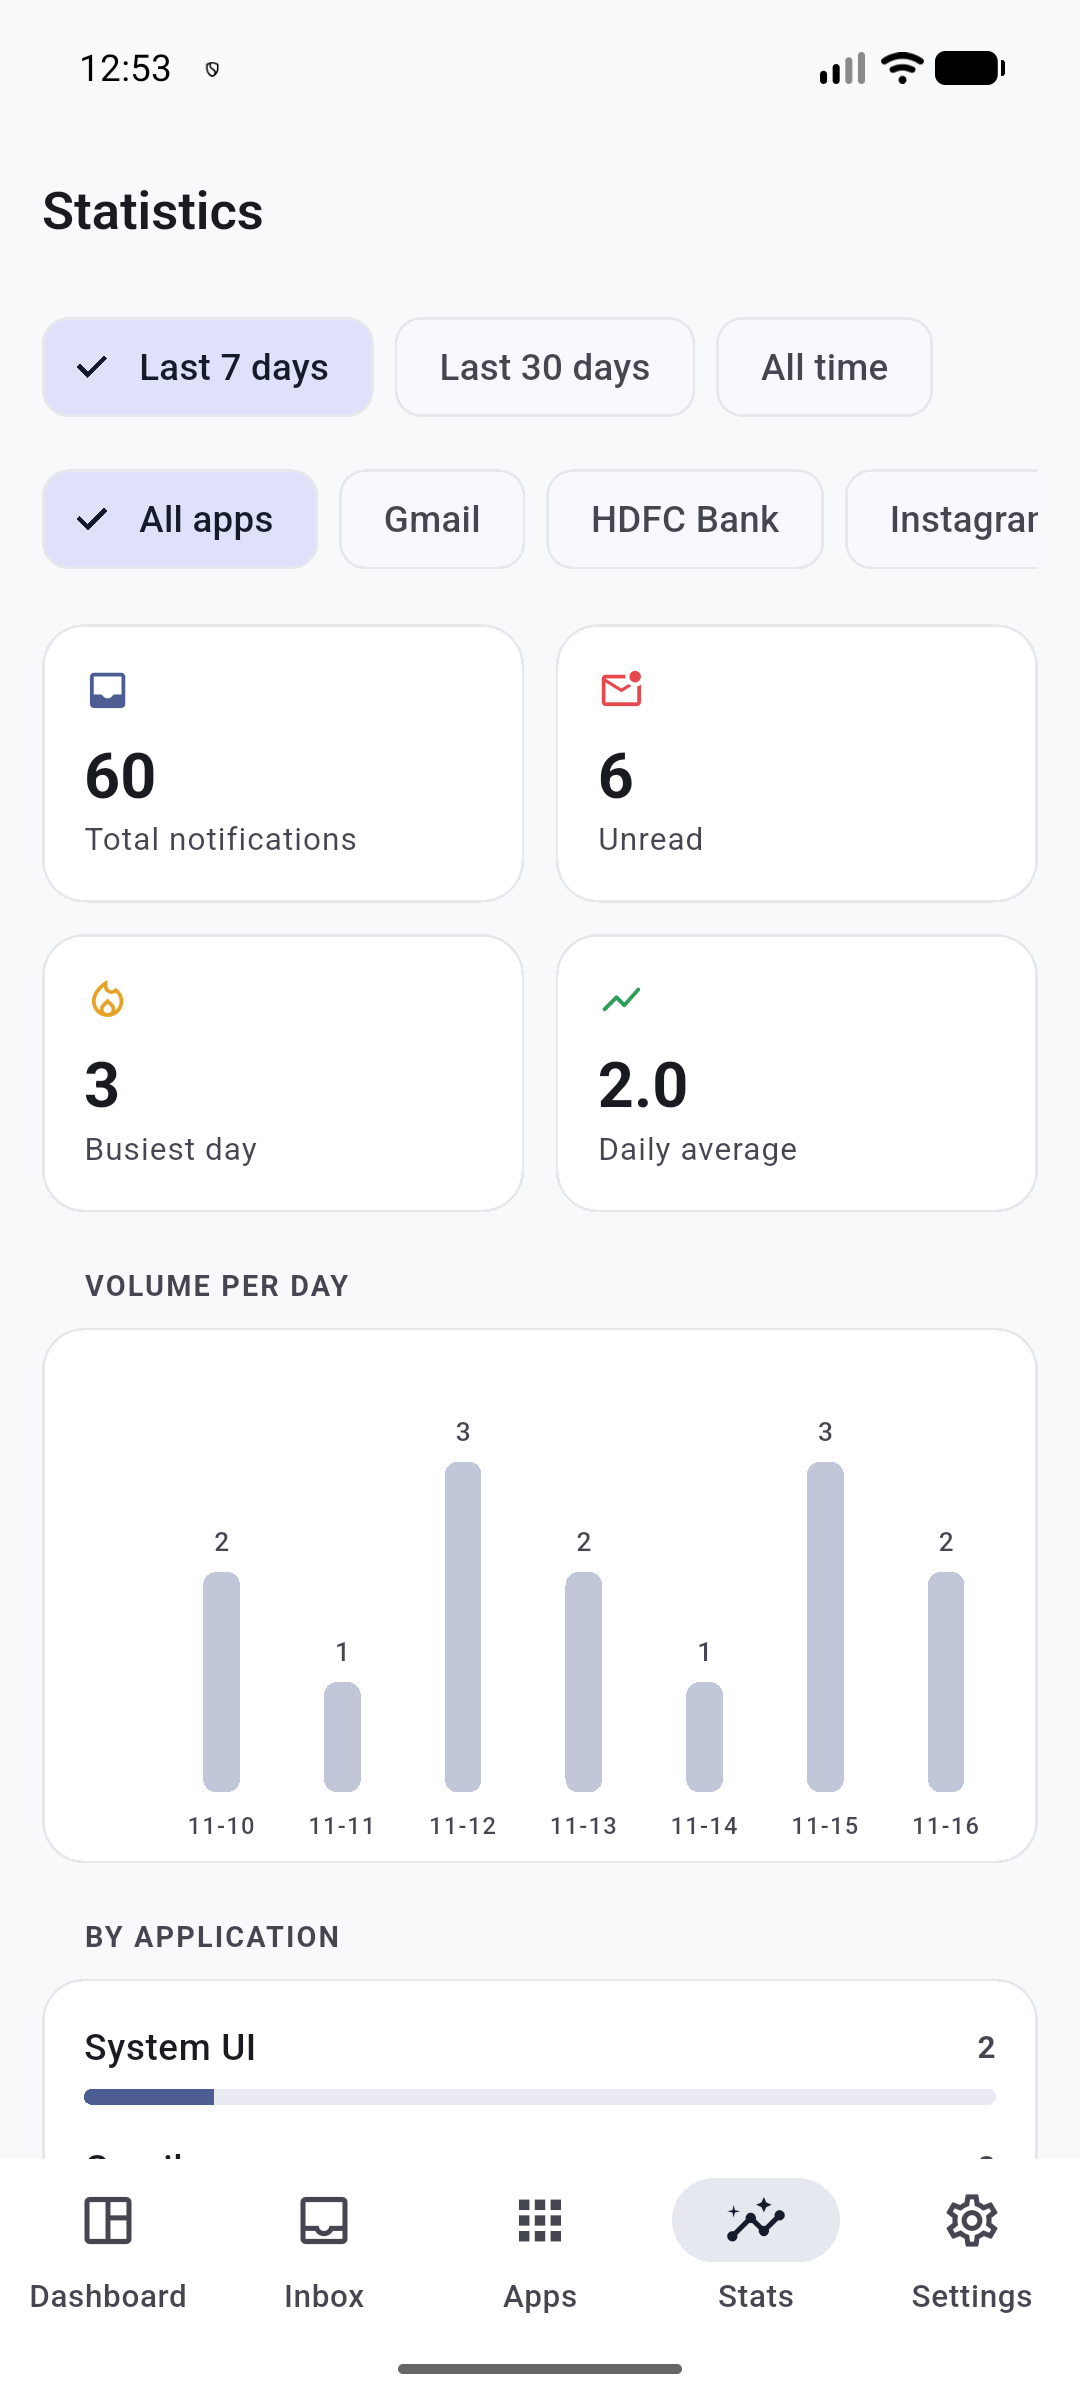 12:53
Statistics
Last 7 days
Last 30 days
All time
All apps
Gmail
HDFC Bank
60
Total notifications
6
Unread
3
Busiest day
2.0
Daily average
VOLUME PER DAY
2 1 3 2 1 3 2
11-10 11-11 11-12 11-13 11-14 11-15 11-16
BY APPLICATION
System UI 2
Dashboard
Inbox
Apps
Stats
Settings